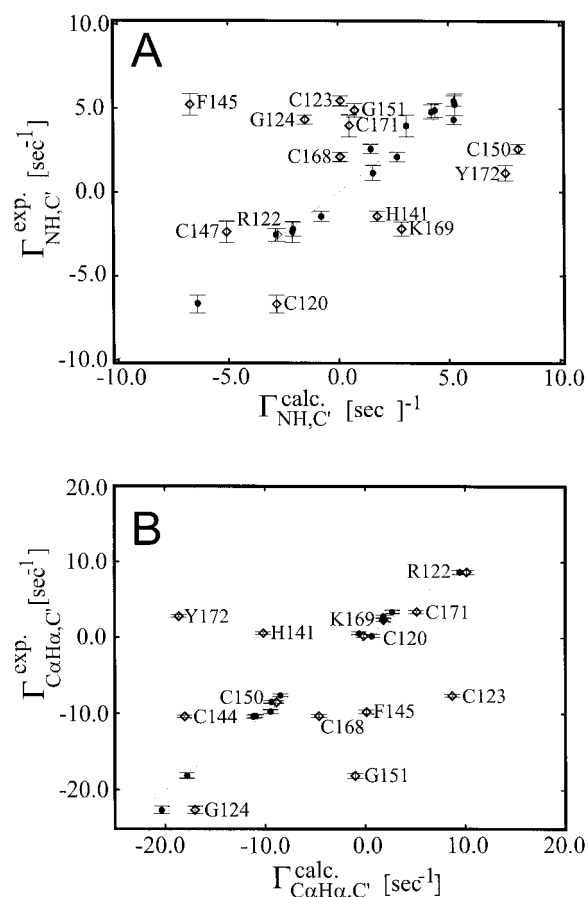 A
10.0
5.0
0.0
-5.0
-10.0
Γ exp. NH,C' [sec-1]
F145
C123
G151
G124
C171
C168
C150
Y172
R122
H141
C147
K169
C120
-10.0 -5.0 0.0 5.0 10.0
Γ calc. NH,C' [sec ]-1
B
20.0
10.0
0.0
-10.0
-20.0
Γ exp. CαHα,C' [sec-1]
R122
Y172
K169
C171
H141
C120
C150
C123
C144
F145
C168
G151
G124
-20.0 -10.0 0.0 10.0 20.0
Γ calc. CαHα,C' [sec-1]